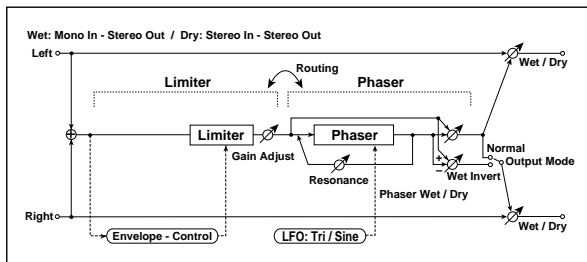 Wet: Mono In - Stereo Out / Dry: Stereo In - Stereo Out
Left
Wet / Dry
Routing
Limiter
Phaser
Limiter
Phaser
Gain Adjust
Resonance
+
−
Normal
Output Mode
Wet Invert
Phaser Wet / Dry
Right
Wet / Dry
Envelope - Control
LFO: Tri / Sine